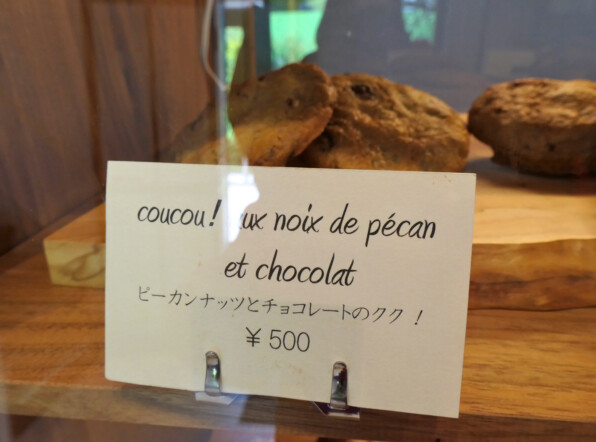 coucou! aux noix de pécan
et chocolat
ピーカンナッツとチョコレートのクク！
¥500